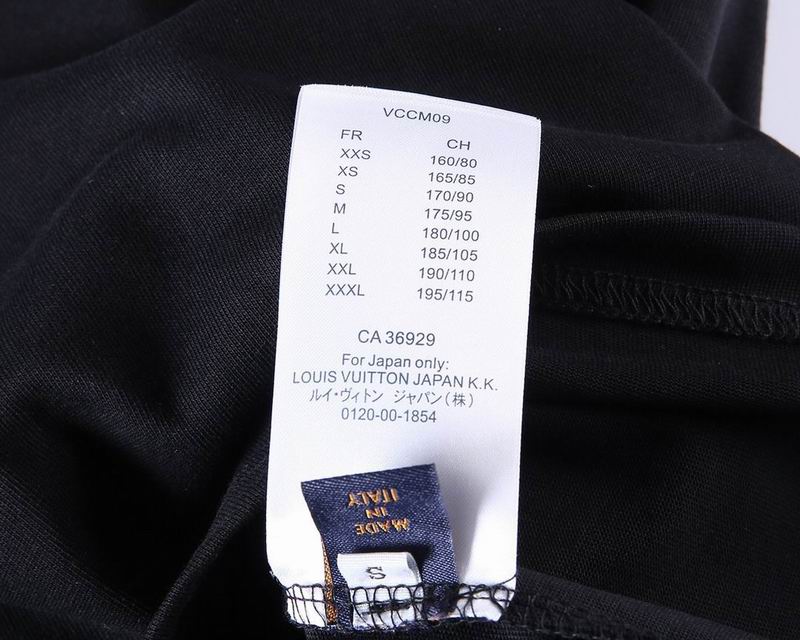 VCCM09
FR CH
XXS 160/80
XS 165/85
S 170/90
M 175/95
L 180/100
XL 185/105
XXL 190/110
XXXL 195/115
CA 36929
For Japan only:
LOUIS VUITTON JAPAN K.K.
ルイ・ヴィトン ジャパン(株)
0120-00-1854
MADE
IN
ITALY
S